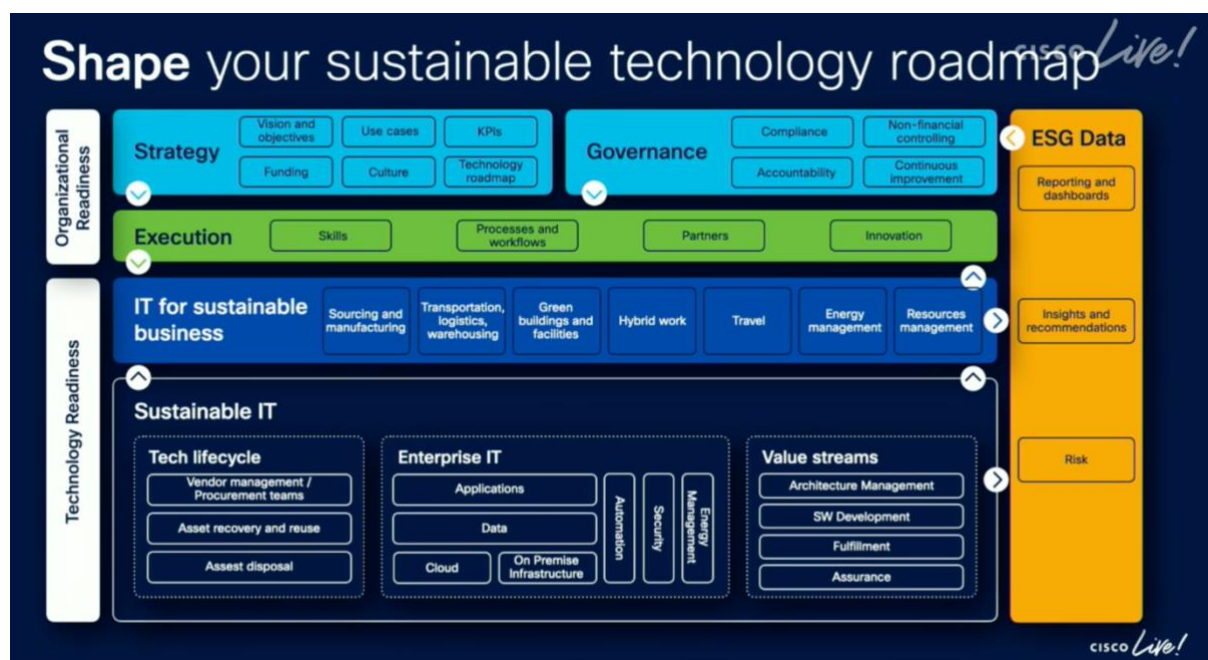 Shape your sustainable technology roadmap
CISCO Live!
Organizational
Readiness
Strategy
Vision and
objectives
Use cases
KPIs
Funding
Culture
Technology
roadmap
Governance
Compliance
Non-financial
controlling
Accountability
Continuous
improvement
Execution
Skills
Processes and
workflows
Partners
Innovation
Technology Readiness
IT for sustainable
business
Sourcing and
manufacturing
Transportation,
logistics,
warehousing
Green
buildings and
facilities
Hybrid work
Travel
Energy
management
Resources
management
Sustainable IT
Tech lifecycle
Vendor management /
Procurement teams
Asset recovery and reuse
Assest disposal
Enterprise IT
Applications
Data
Cloud
On Premise
Infrastructure
Automation
Security
Energy
Management
Value streams
Architecture Management
SW Development
Fulfillment
Assurance
ESG Data
Reporting and
dashboards
Insights and
recommendations
Risk
CISCO Live!